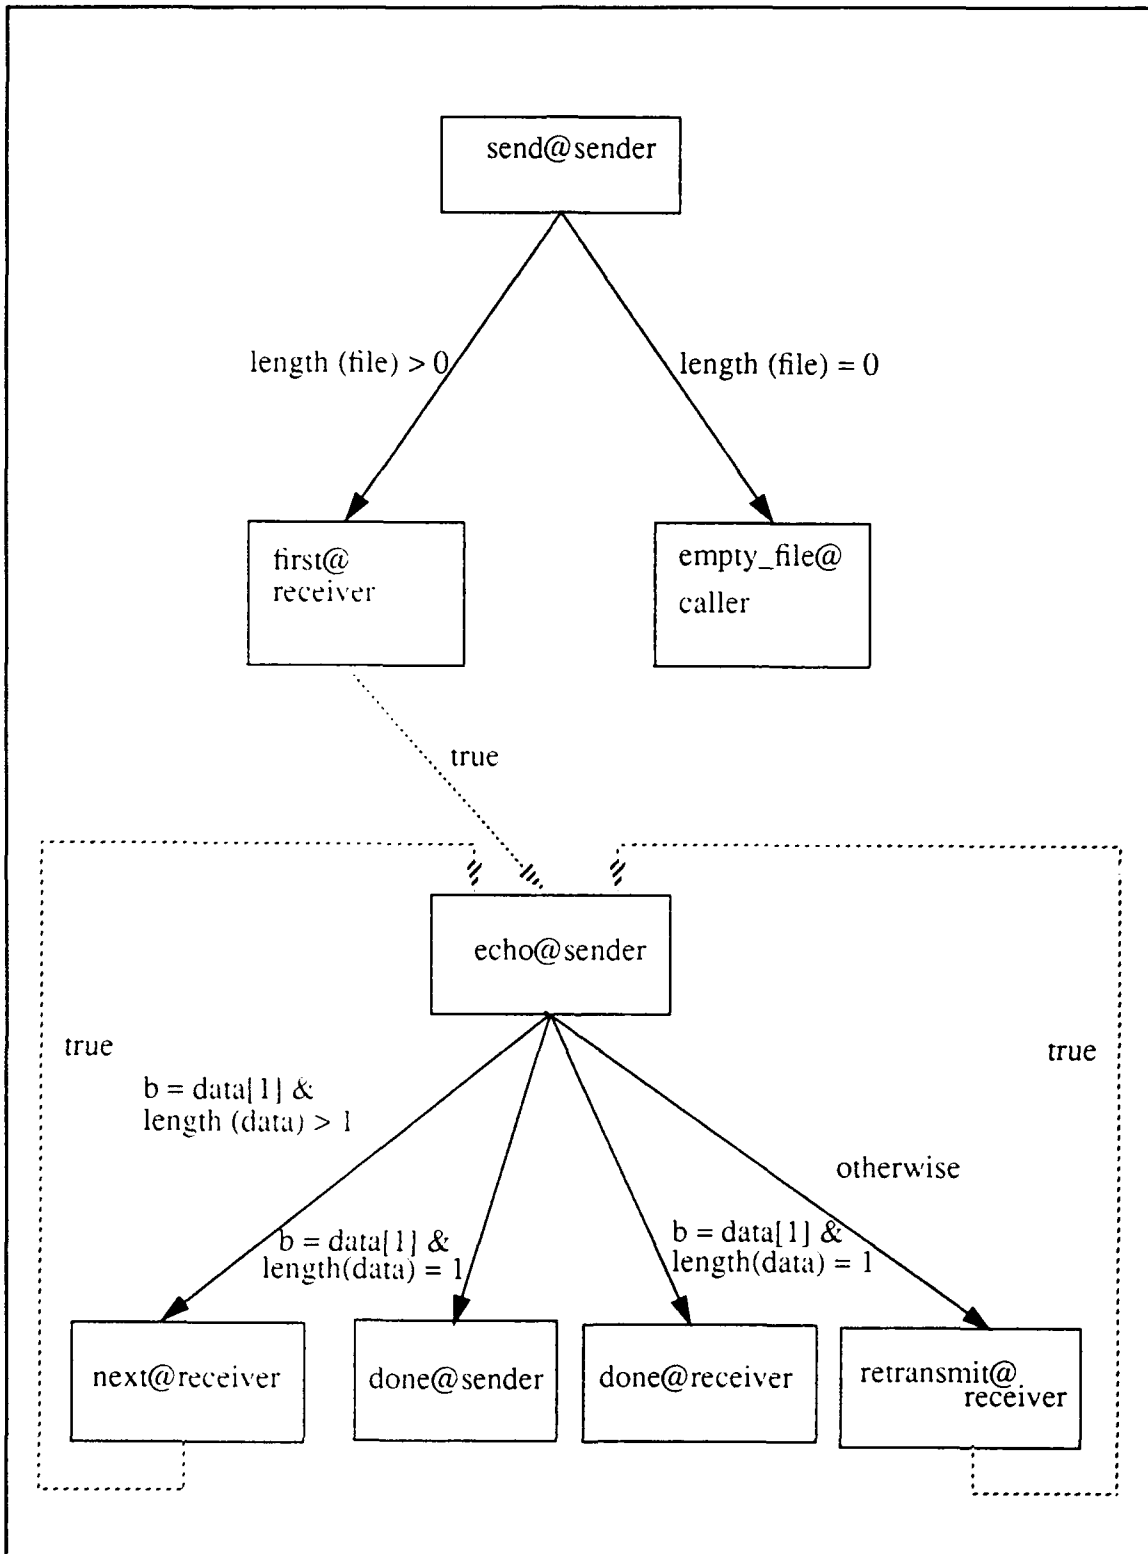 send@sender
length (file) > 0
length (file) = 0
first@
receiver
empty_file@
caller
true
echo@sender
true
true
b = data[1] &
length (data) > 1
otherwise
b = data[1] &
length(data) = 1
b = data[1] &
length(data) = 1
next@receiver
done@sender
done@receiver
retransmit@
receiver